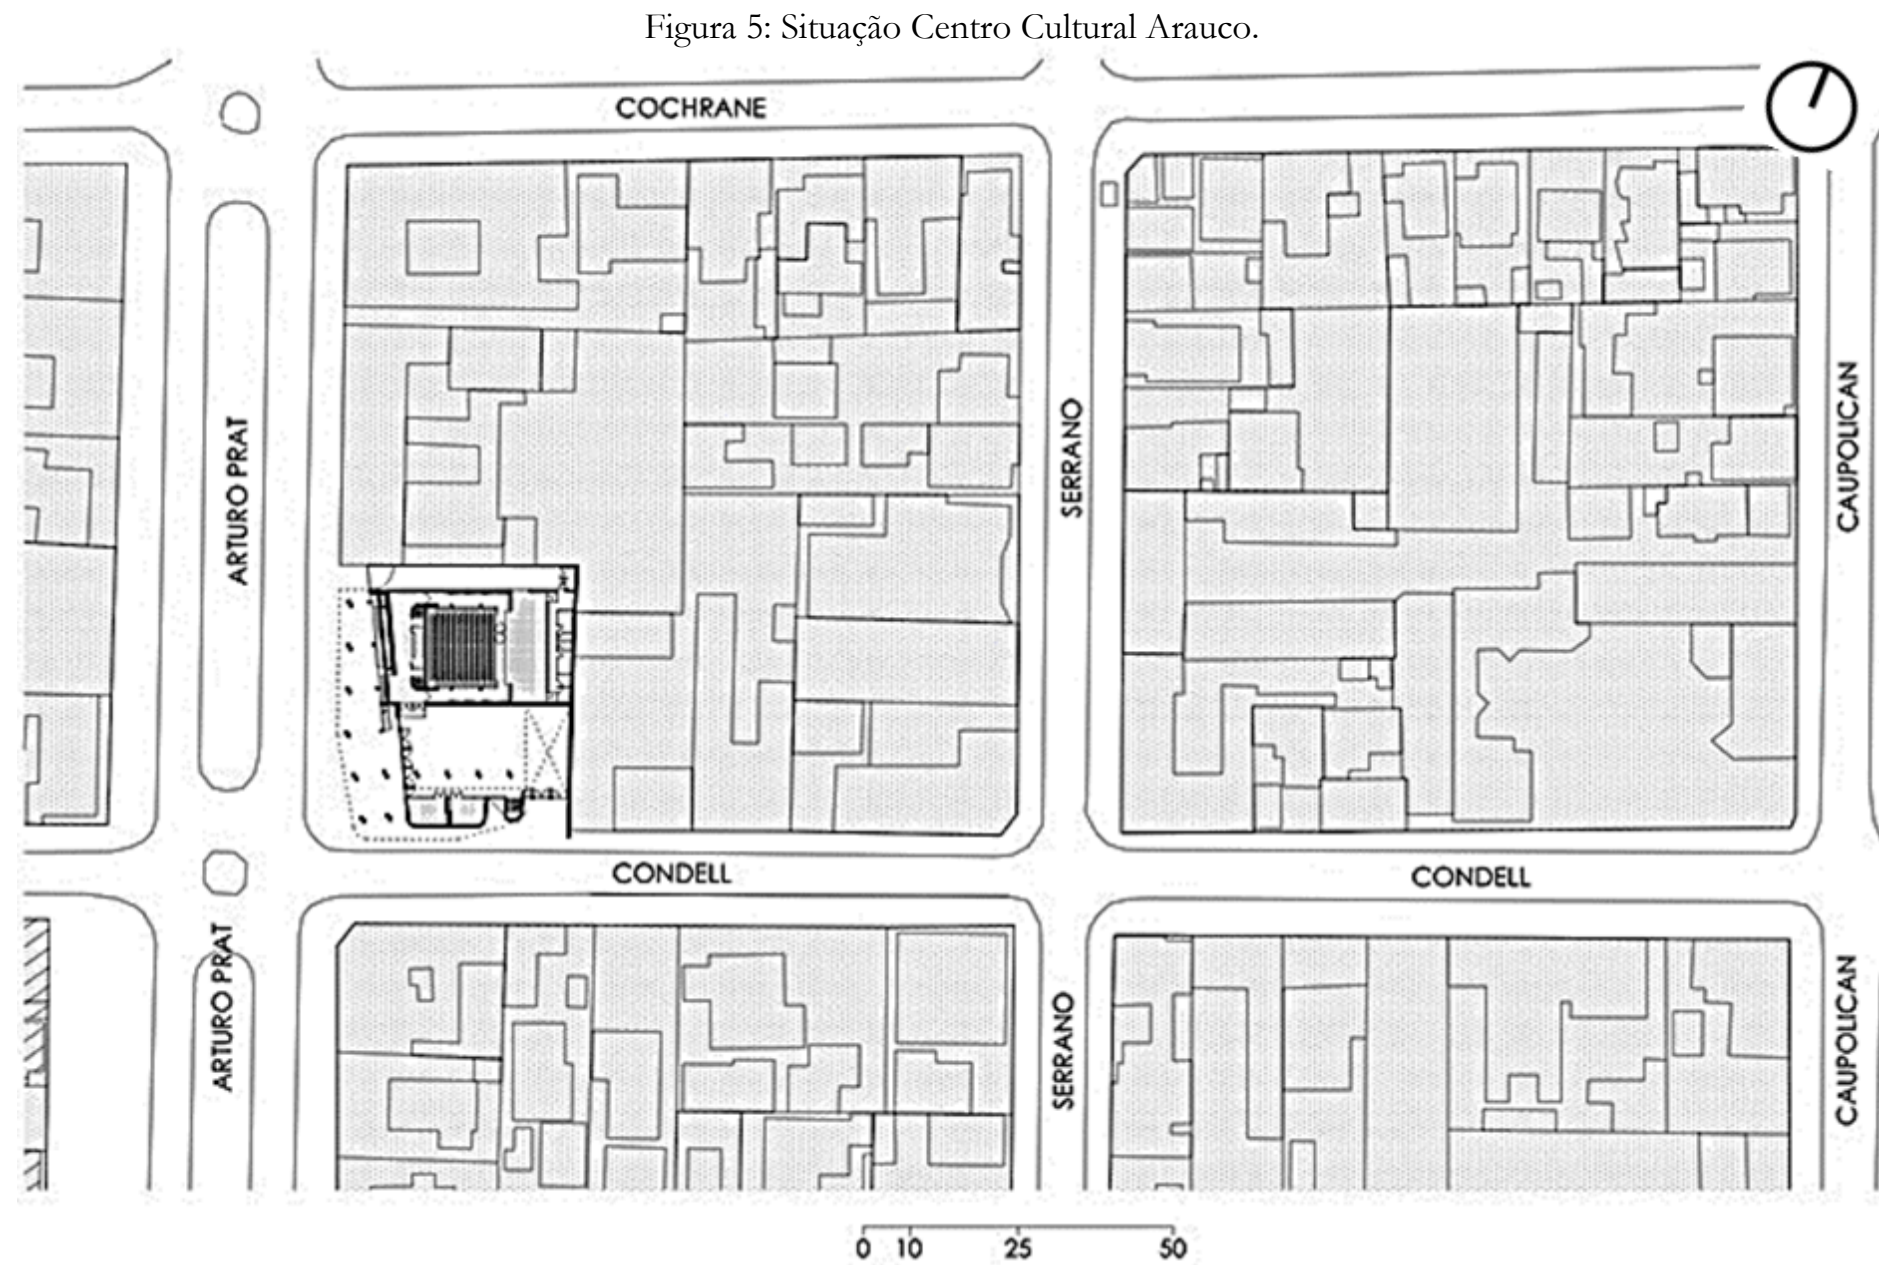 Figura 5: Situação Centro Cultural Arauco.
COCHRANE
ARTURO PRAT
SERRANO
CAUPOLICAN
CONDELL
CONDELL
ARTURO PRAT
SERRANO
CAUPOLICAN
0 10 25 50